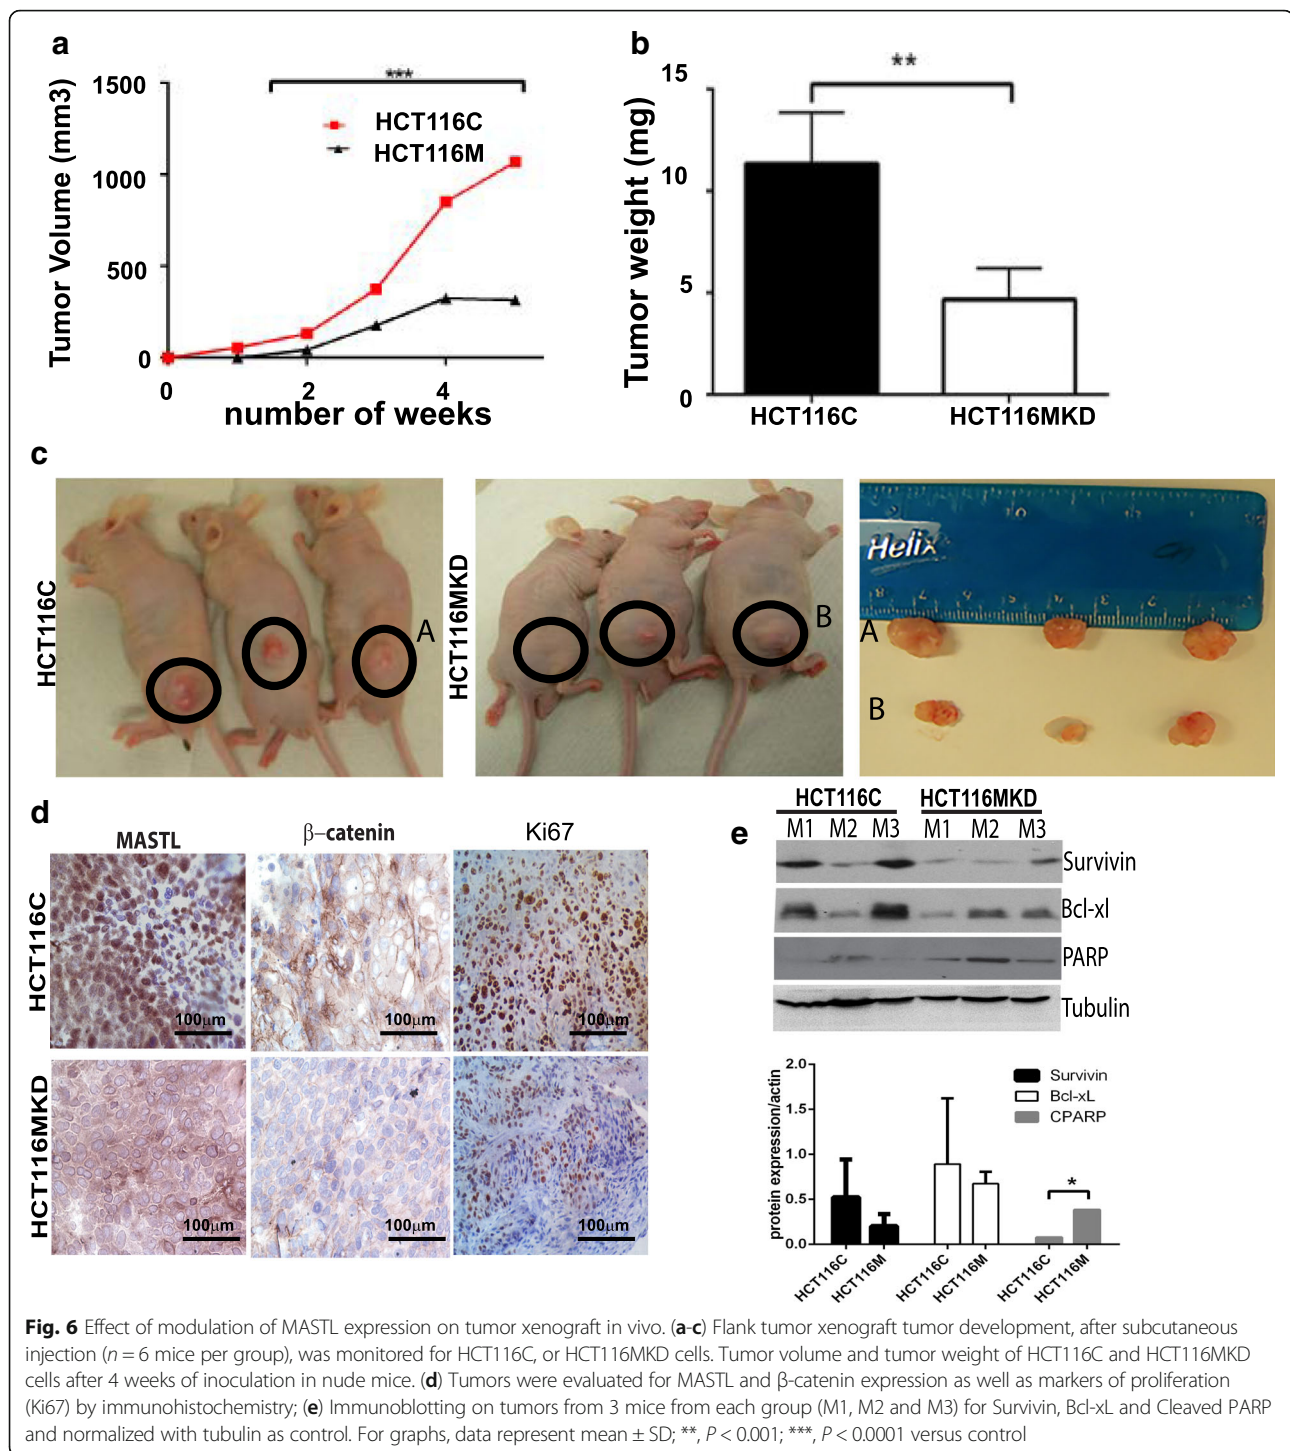 a
***
Tumor Volume (mm3)
1500
1000
500
0
HCT116C
HCT116M
0 2 4
number of weeks
b
**
Tumor weight (mg)
15
10
5
0
HCT116C HCT116MKD
c
HCT116C
A
HCT116MKD
B
Helix
A
B
d
MASTL β–catenin Ki67
HCT116C
100μm 100μm 100μm
HCT116MKD
100μm 100μm 100μm
e
HCT116C HCT116MKD
M1 M2 M3 M1 M2 M3
Survivin
Bcl-xl
PARP
Tubulin
protein expression/actin
2.0
1.5
1.0
0.5
0.0
Survivin
Bcl-xL
CPARP
*
HCT116C HCT116M HCT116C HCT116M HCT116C HCT116M
Fig. 6 Effect of modulation of MASTL expression on tumor xenograft in vivo. (a-c) Flank tumor xenograft tumor development, after subcutaneous
injection (n = 6 mice per group), was monitored for HCT116C, or HCT116MKD cells. Tumor volume and tumor weight of HCT116C and HCT116MKD
cells after 4 weeks of inoculation in nude mice. (d) Tumors were evaluated for MASTL and β-catenin expression as well as markers of proliferation
(Ki67) by immunohistochemistry; (e) Immunoblotting on tumors from 3 mice from each group (M1, M2 and M3) for Survivin, Bcl-xL and Cleaved PARP
and normalized with tubulin as control. For graphs, data represent mean ± SD; **, P < 0.001; ***, P < 0.0001 versus control